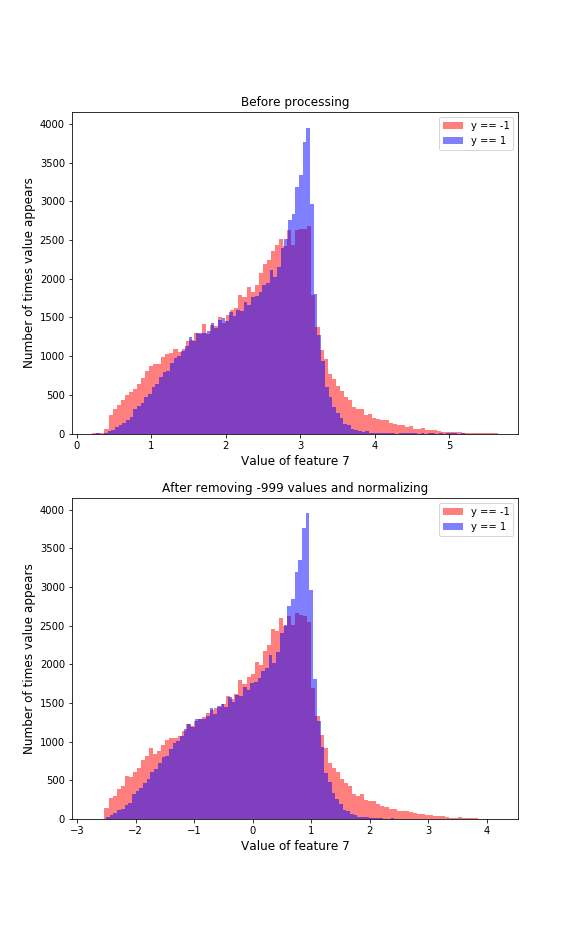 Before processing
Number of times value appears
4000
3500
3000
2500
2000
1500
1000
500
0
y == -1
y == 1
0 1 2 3 4 5
Value of feature 7
After removing -999 values and normalizing
Number of times value appears
4000
3500
3000
2500
2000
1500
1000
500
0
y == -1
y == 1
−3 −2 −1 0 1 2 3 4
Value of feature 7